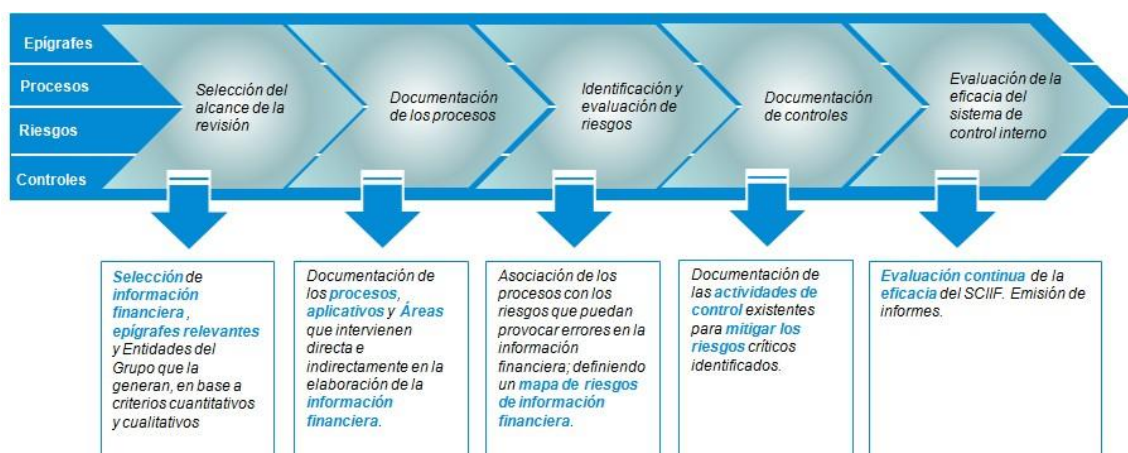 Epígrafes
Procesos
Riesgos
Controles
Selección del
alcance de la
revisión
Documentación
de los procesos
Identificación y
evaluación de
riesgos
Documentación
de controles
Evaluación de la
eficacia del
sistema de
control interno
Selección de
información
financiera ,
epígrafes relevantes
y Entidades del
Grupo que la
generan, en base a
criterios cuantitativos
y cualitativos
Documentación de
los procesos,
aplicativos y Áreas
que intervienen
directa e
indirectamente en la
elaboración de la
información
financiera.
Asociación de los
procesos con los
riesgos que puedan
provocar errores en la
información
financiera; definiendo
un mapa de riesgos
de información
financiera.
Documentación de
las actividades de
control existentes
para mitigar los
riesgos críticos
identificados.
Evaluación continua de la
eficacia del SCIIF. Emisión de
informes.